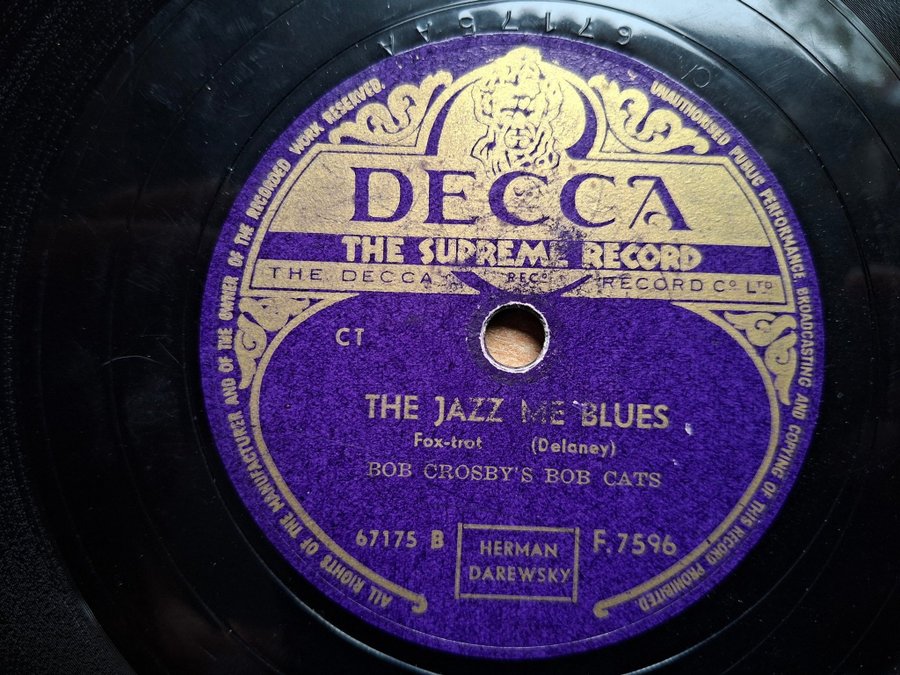 67175 A A
ALL RIGHTS OF THE MANUFACTURER AND OF THE OWNER OF THE RECORDED WORK RESERVED.
UNAUTHORISED PUBLIC PERFORMANCE, BROADCASTING AND COPYING OF THIS RECORD PROHIBITED
DECCA
THE SUPREME RECORD
THE DECCA RECORD CO LTD
CT
THE JAZZ ME BLUES
Fox-trot (Delaney)
BOB CROSBY'S BOB CATS
67175 B
HERMAN
DAREWSKY
F.7596